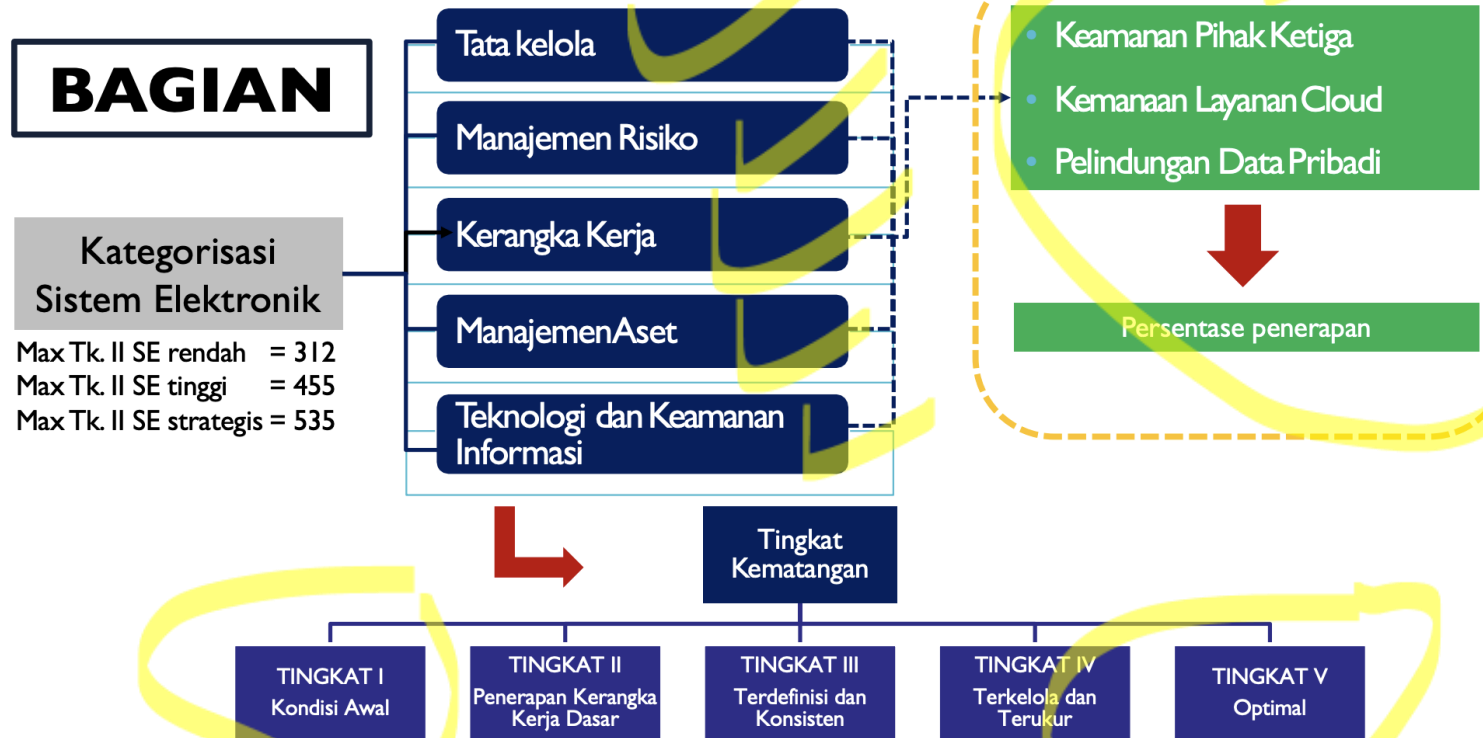 BAGIAN
Kategorisasi
Sistem Elektronik
Max Tk. II SE rendah = 312
Max Tk. II SE tinggi = 455
Max Tk. II SE strategis = 535
Tata kelola
Manajemen Risiko
Kerangka Kerja
ManajemenAset
Teknologi dan Keamanan
Informasi
• Keamanan Pihak Ketiga
• Kemanaan Layanan Cloud
• Pelindungan Data Pribadi
Persentase penerapan
Tingkat
Kematangan
TINGKAT I
Kondisi Awal
TINGKAT II
Penerapan Kerangka
Kerja Dasar
TINGKAT III
Terdefinisi dan
Konsisten
TINGKAT IV
Terkelola dan
Terukur
TINGKAT V
Optimal